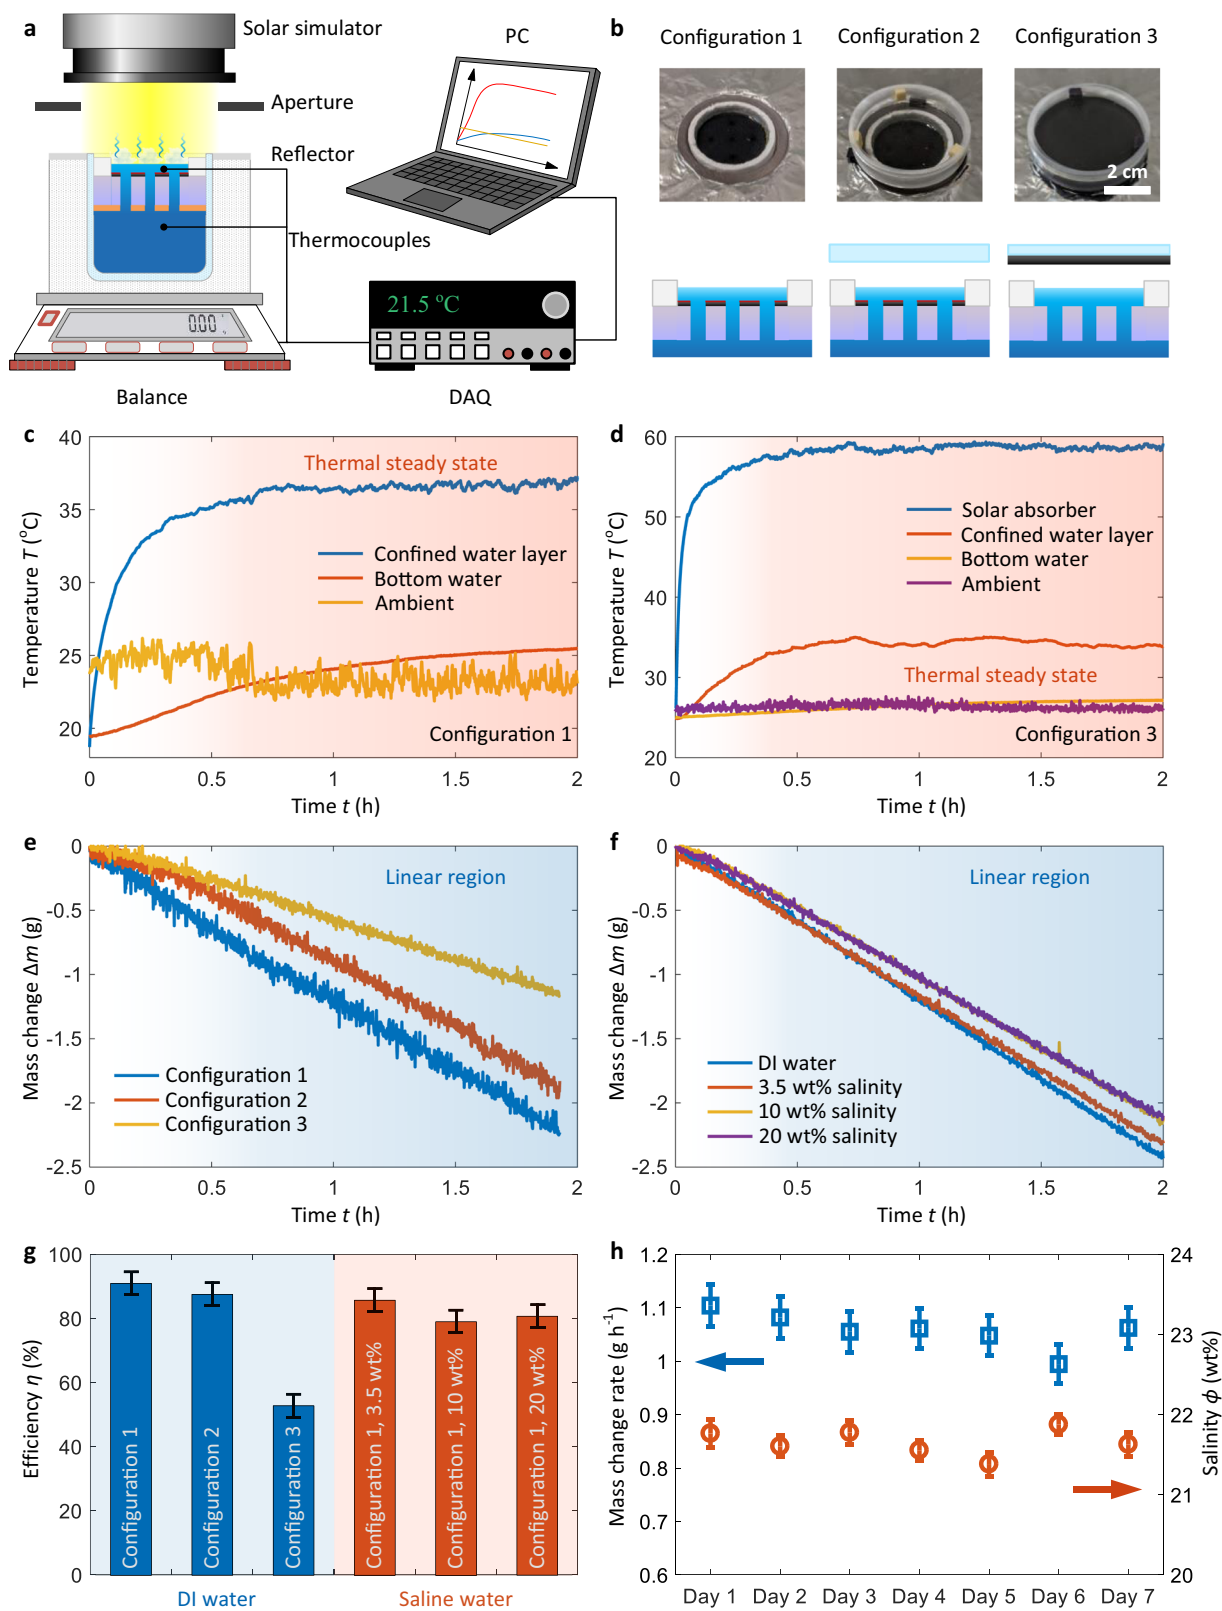 a
Solar simulator
PC
Aperture
Reflector
Thermocouples
21.5 °C
0.00
Balance
DAQ
b
Configuration 1
Configuration 2
Configuration 3
2 cm
c
Temperature T (°C)
40
35
30
25
20
Thermal steady state
Confined water layer
Bottom water
Ambient
Configuration 1
0
0.5
1
1.5
2
Time t (h)
d
Temperature T (°C)
60
50
40
30
20
Solar absorber
Confined water layer
Bottom water
Ambient
Thermal steady state
Configuration 3
0
0.5
1
1.5
2
Time t (h)
e
Mass change Δm (g)
0
-0.5
-1
-1.5
-2
-2.5
Linear region
Configuration 1
Configuration 2
Configuration 3
0
0.5
1
1.5
2
Time t (h)
f
Mass change Δm (g)
0
-0.5
-1
-1.5
-2
-2.5
Linear region
DI water
3.5 wt% salinity
10 wt% salinity
20 wt% salinity
0
0.5
1
1.5
2
Time t (h)
g
Efficiency η (%)
100
80
60
40
20
0
Configuration 1
Configuration 2
Configuration 3
Configuration 1, 3.5 wt%
Configuration 1, 10 wt%
Configuration 1, 20 wt%
DI water
Saline water
h
Mass change rate (g h⁻¹)
1.2
1.1
1
0.9
0.8
0.7
0.6
24
23
22
21
20
Salinity ϕ (wt%)
Day 1
Day 2
Day 3
Day 4
Day 5
Day 6
Day 7